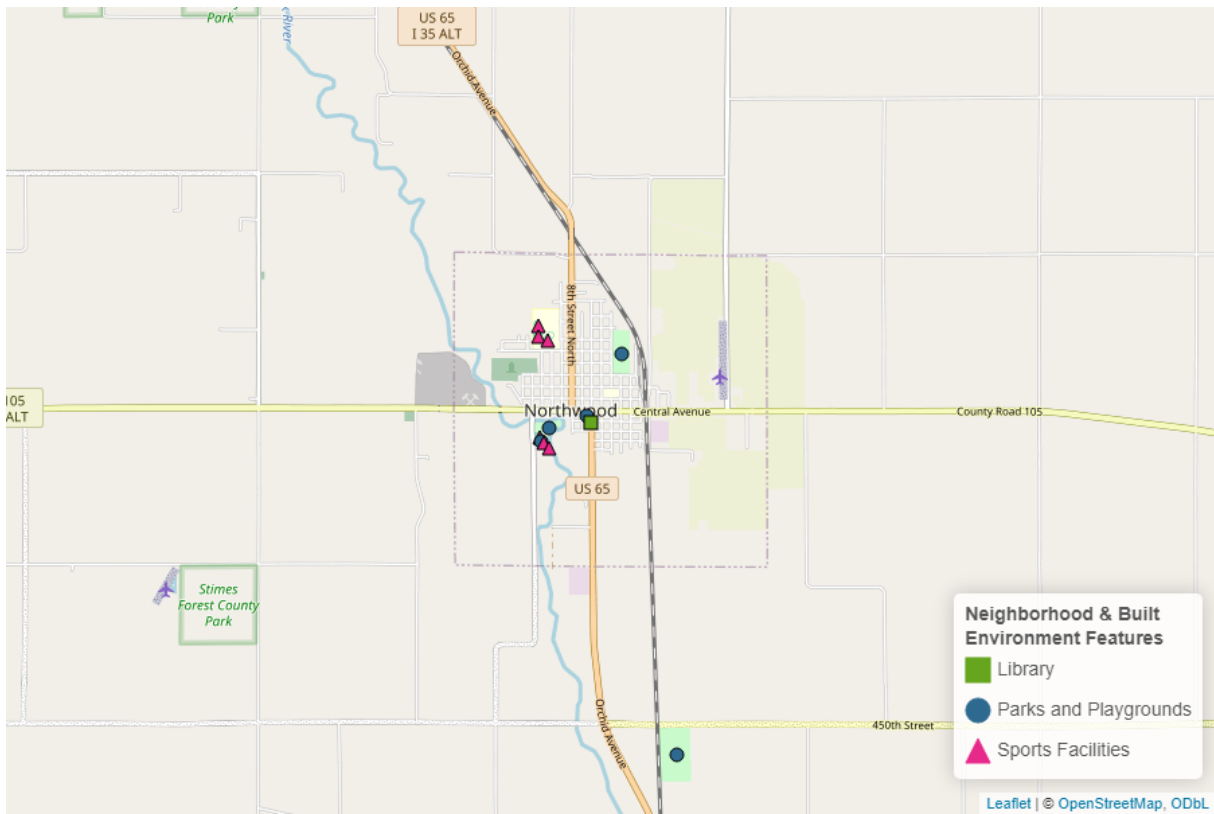 Park
River
US 65
I 35 ALT
Orchid Avenue
8th Street North
105
ALT
Northwood
Central Avenue
County Road 105
US 65
Stimes
Forest County
Park
Orchid Avenue
450th Street
Neighborhood & Built
Environment Features
Library
Parks and Playgrounds
Sports Facilities
Leaflet | © OpenStreetMap, ODbL